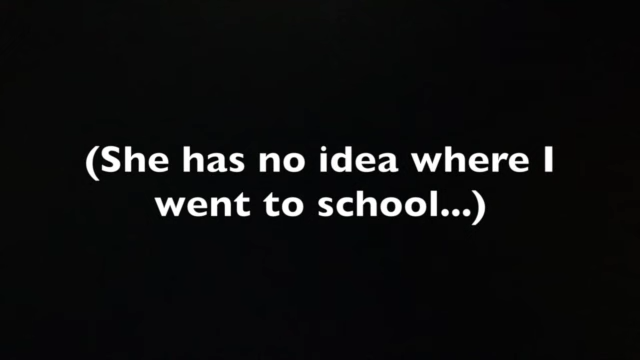 (She has no idea where I
went to school...)